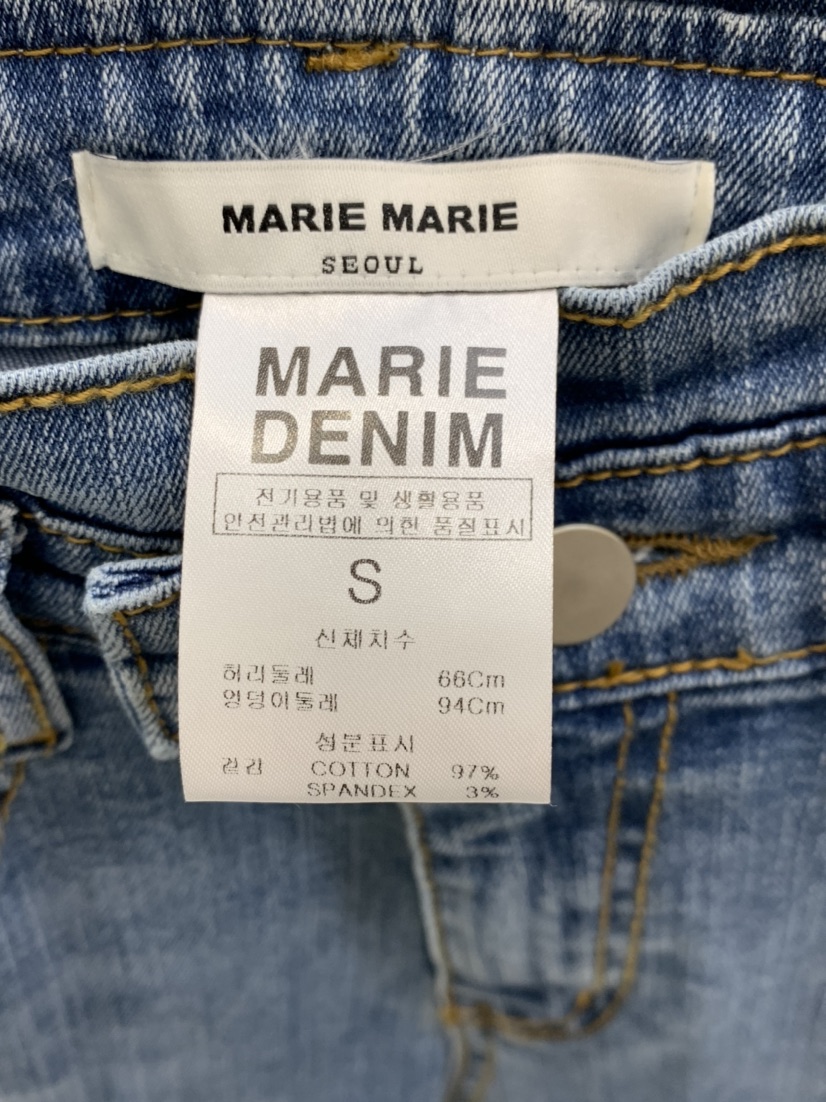 MARIE MARIE
SEOUL
MARIE
DENIM
전기용품 및 생활용품
안전관리법에 의한 품질표시
S
신체치수
허리둘레 66Cm
엉덩이둘레 94Cm
성분표시
겉감 COTTON 97%
SPANDEX 3%